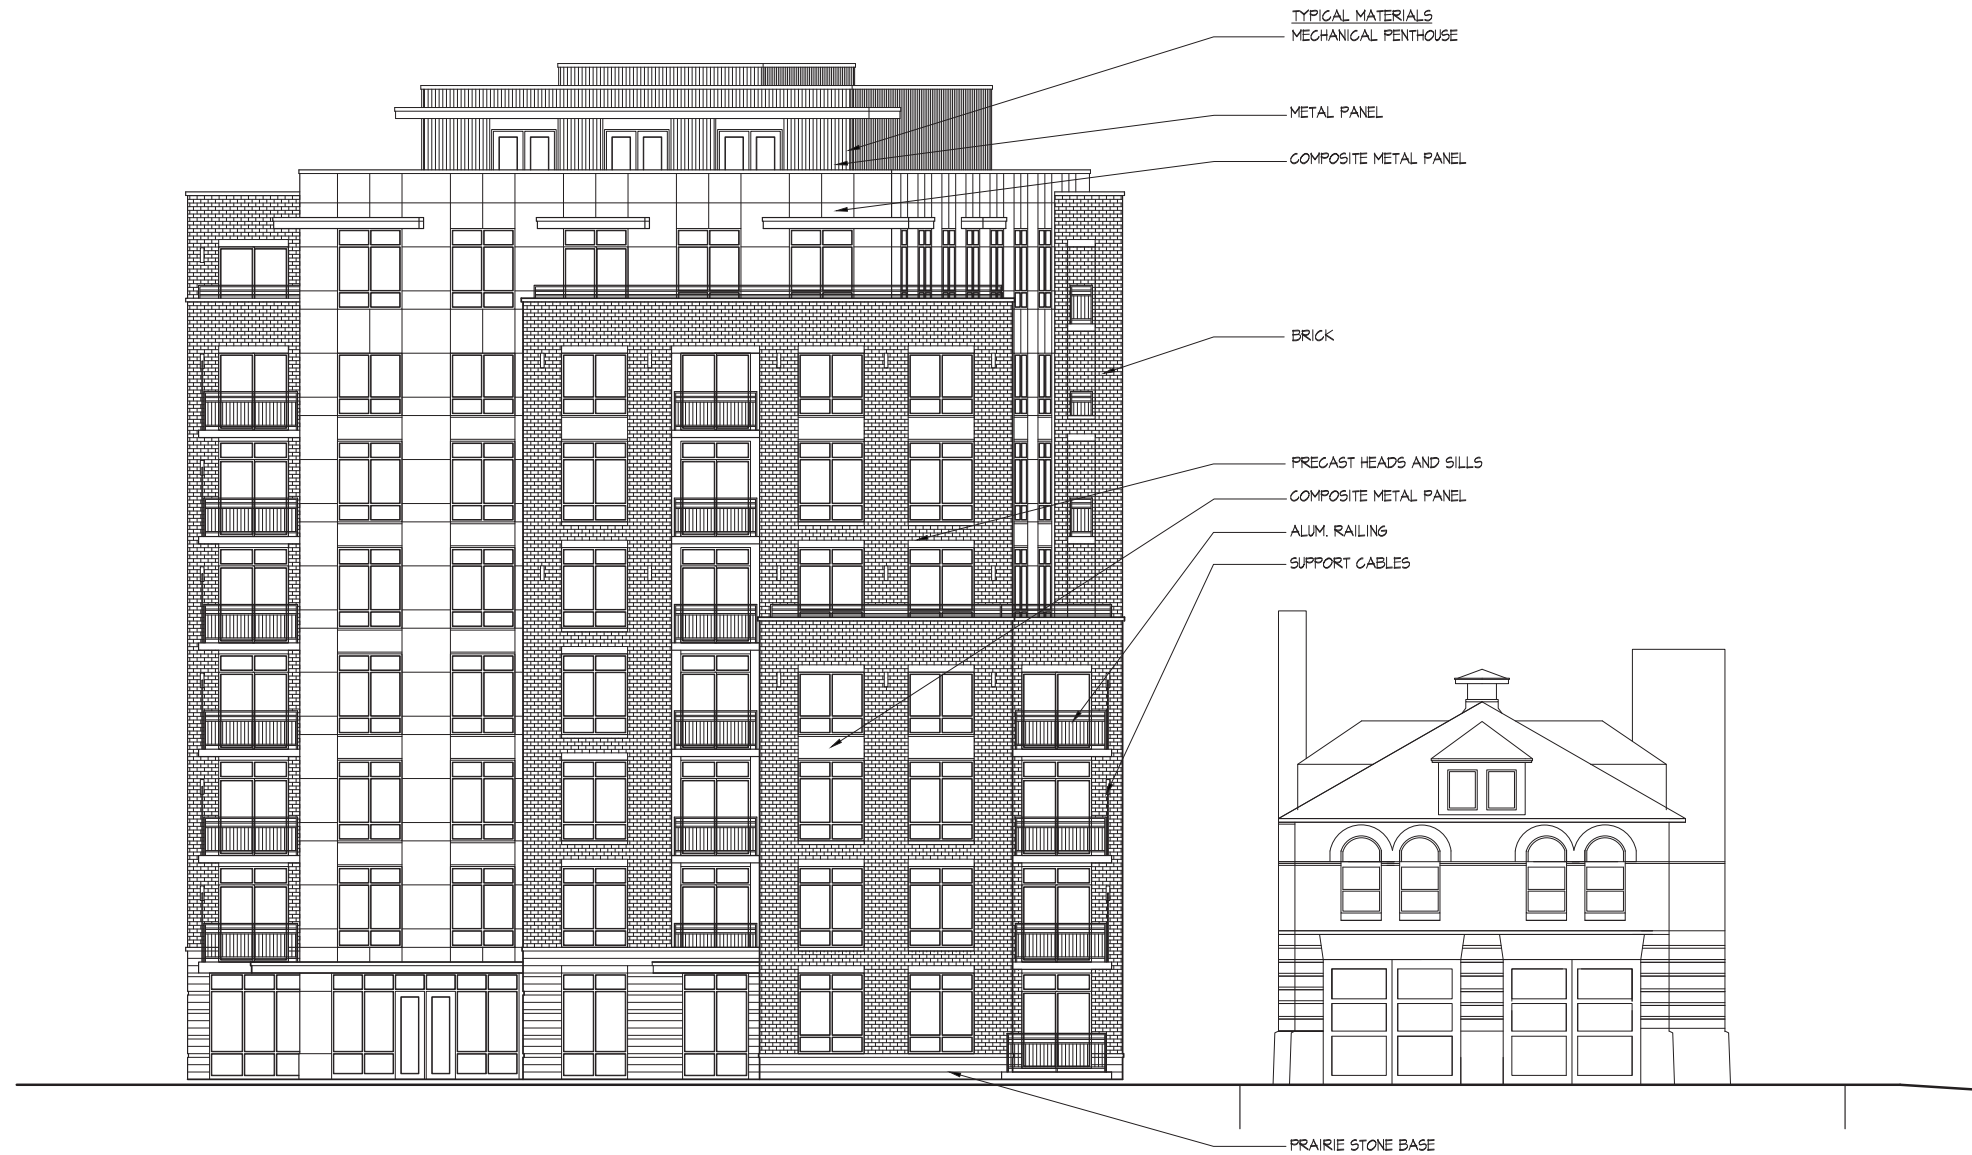 TYPICAL MATERIALS
MECHANICAL PENTHOUSE
METAL PANEL
COMPOSITE METAL PANEL
BRICK
PRECAST HEADS AND SILLS
COMPOSITE METAL PANEL
ALUM. RAILING
SUPPORT CABLES
PRAIRIE STONE BASE